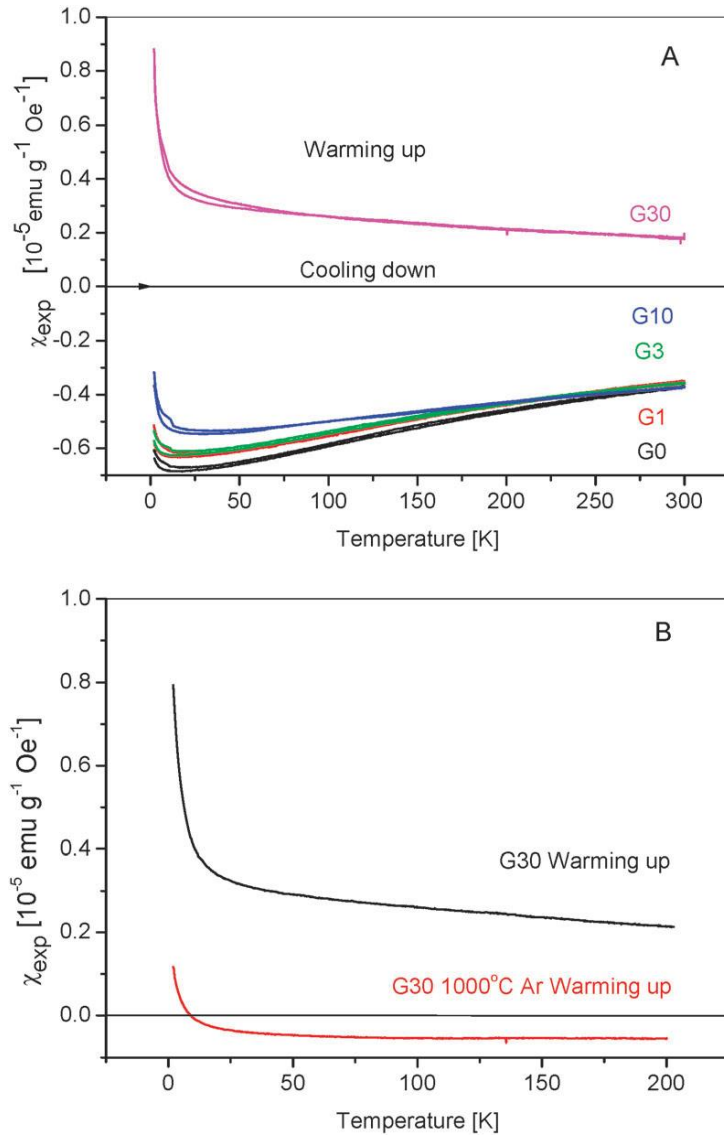 1.0
A
0.8
0.6
Warming up
0.4
G30
0.2
Cooling down
0.0
G10
-0.2
G3
-0.4
G1
-0.6
G0
χexp [10⁻⁵emu g⁻¹ Oe⁻¹]
0 50 100 150 200 250 300
Temperature [K]
1.0
B
0.8
0.6
0.4
G30 Warming up
0.2
G30 1000°C Ar Warming up
0.0
χexp [10⁻⁵ emu g⁻¹ Oe⁻¹]
0 50 100 150 200
Temperature [K]